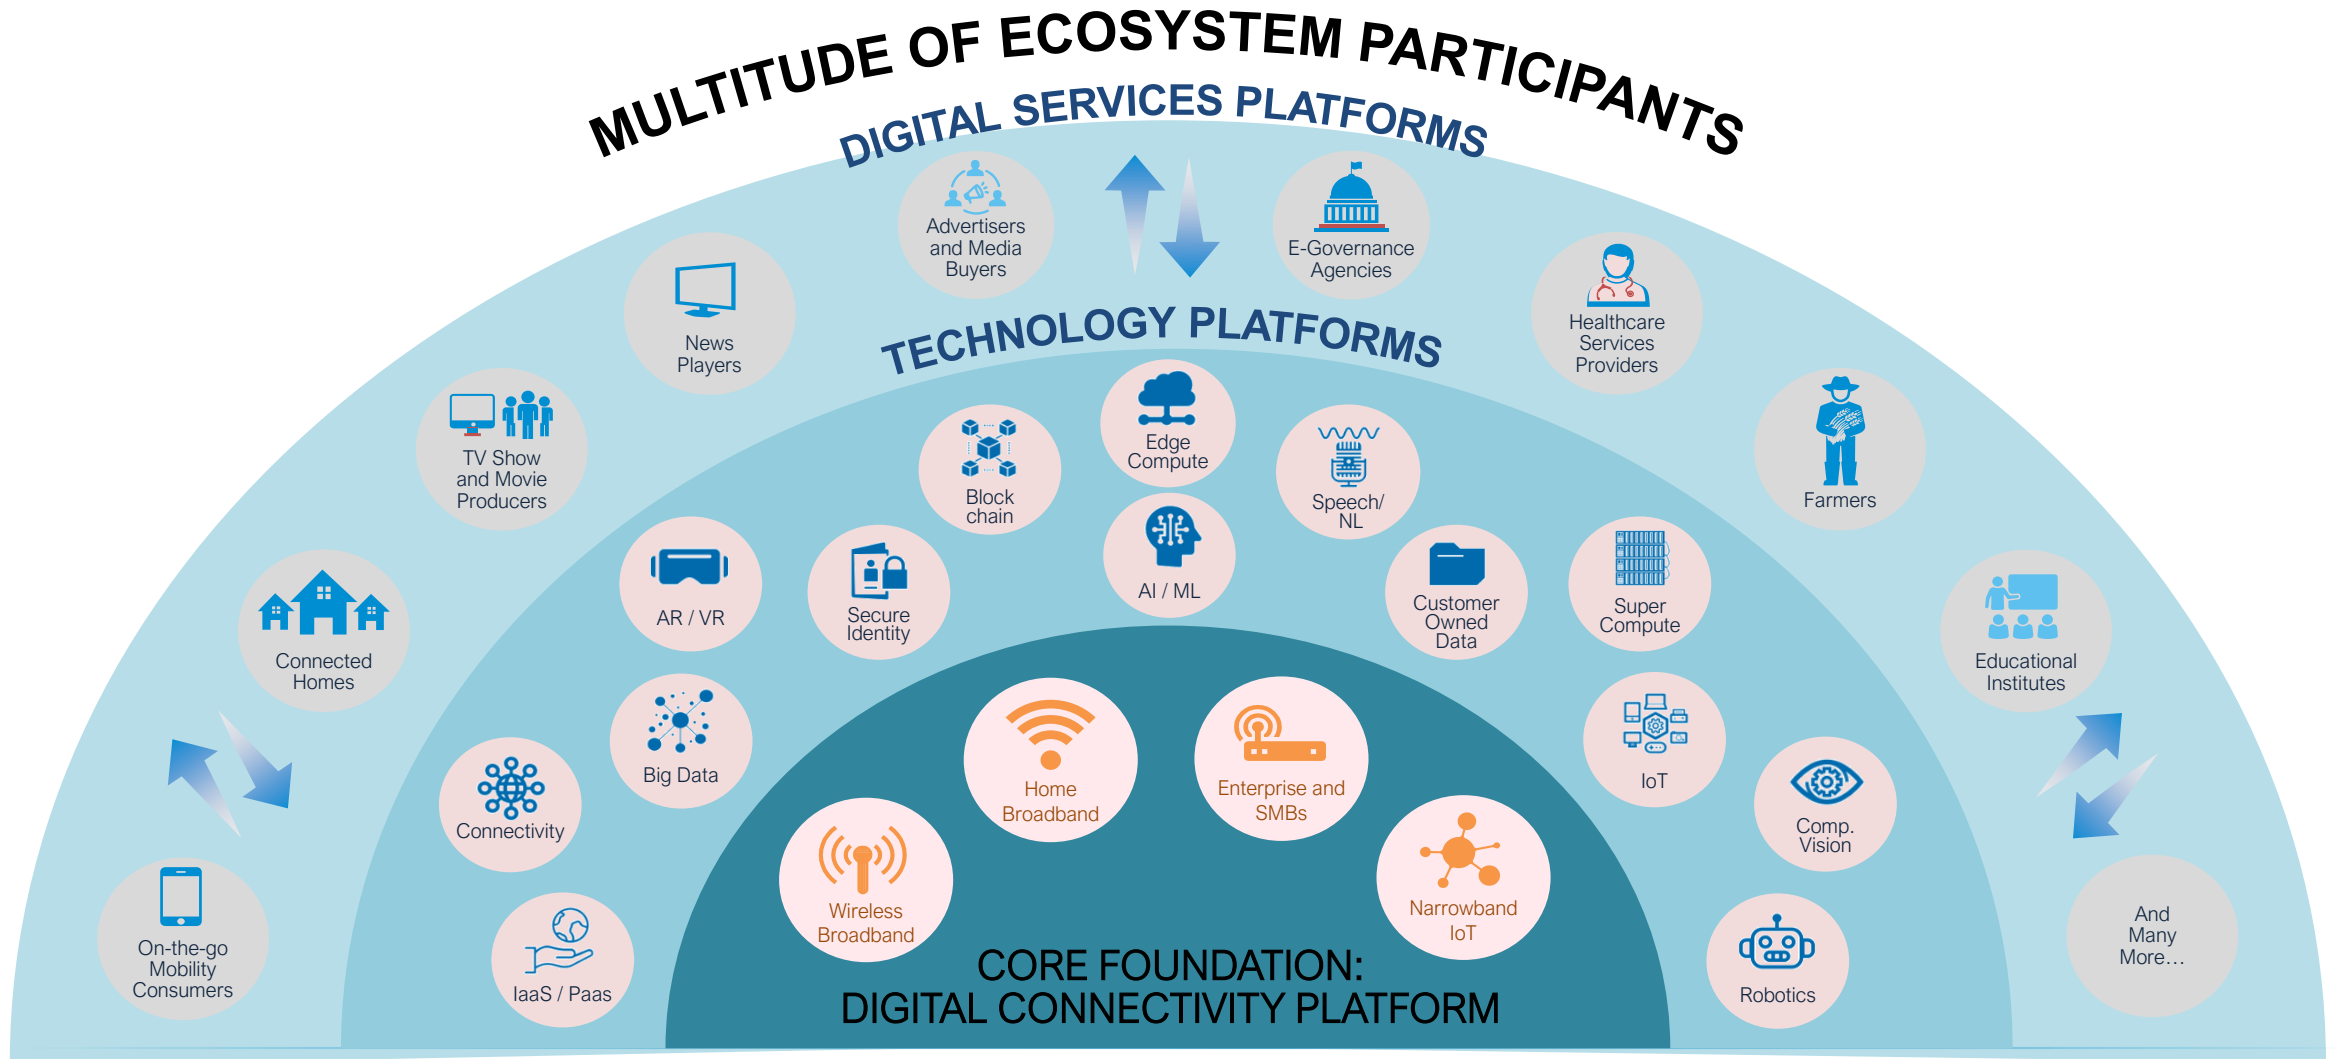 MULTITUDE OF ECOSYSTEM PARTICIPANTS
DIGITAL SERVICES PLATFORMS
Advertisers
and Media
Buyers
E-Governance
Agencies
News
Players
Healthcare
Services
Providers
TV Show
and Movie
Producers
Farmers
Connected
Homes
Educational
Institutes
On-the-go
Mobility
Consumers
And
Many
More...
TECHNOLOGY PLATFORMS
Edge
Compute
Block
chain
Speech/
NL
AI / ML
AR / VR
Secure
Identity
Customer
Owned
Data
Super
Compute
Big Data
IoT
Connectivity
Comp.
Vision
IaaS / Paas
Robotics
Home
Broadband
Enterprise and
SMBs
Wireless
Broadband
Narrowband
IoT
CORE FOUNDATION:
DIGITAL CONNECTIVITY PLATFORM